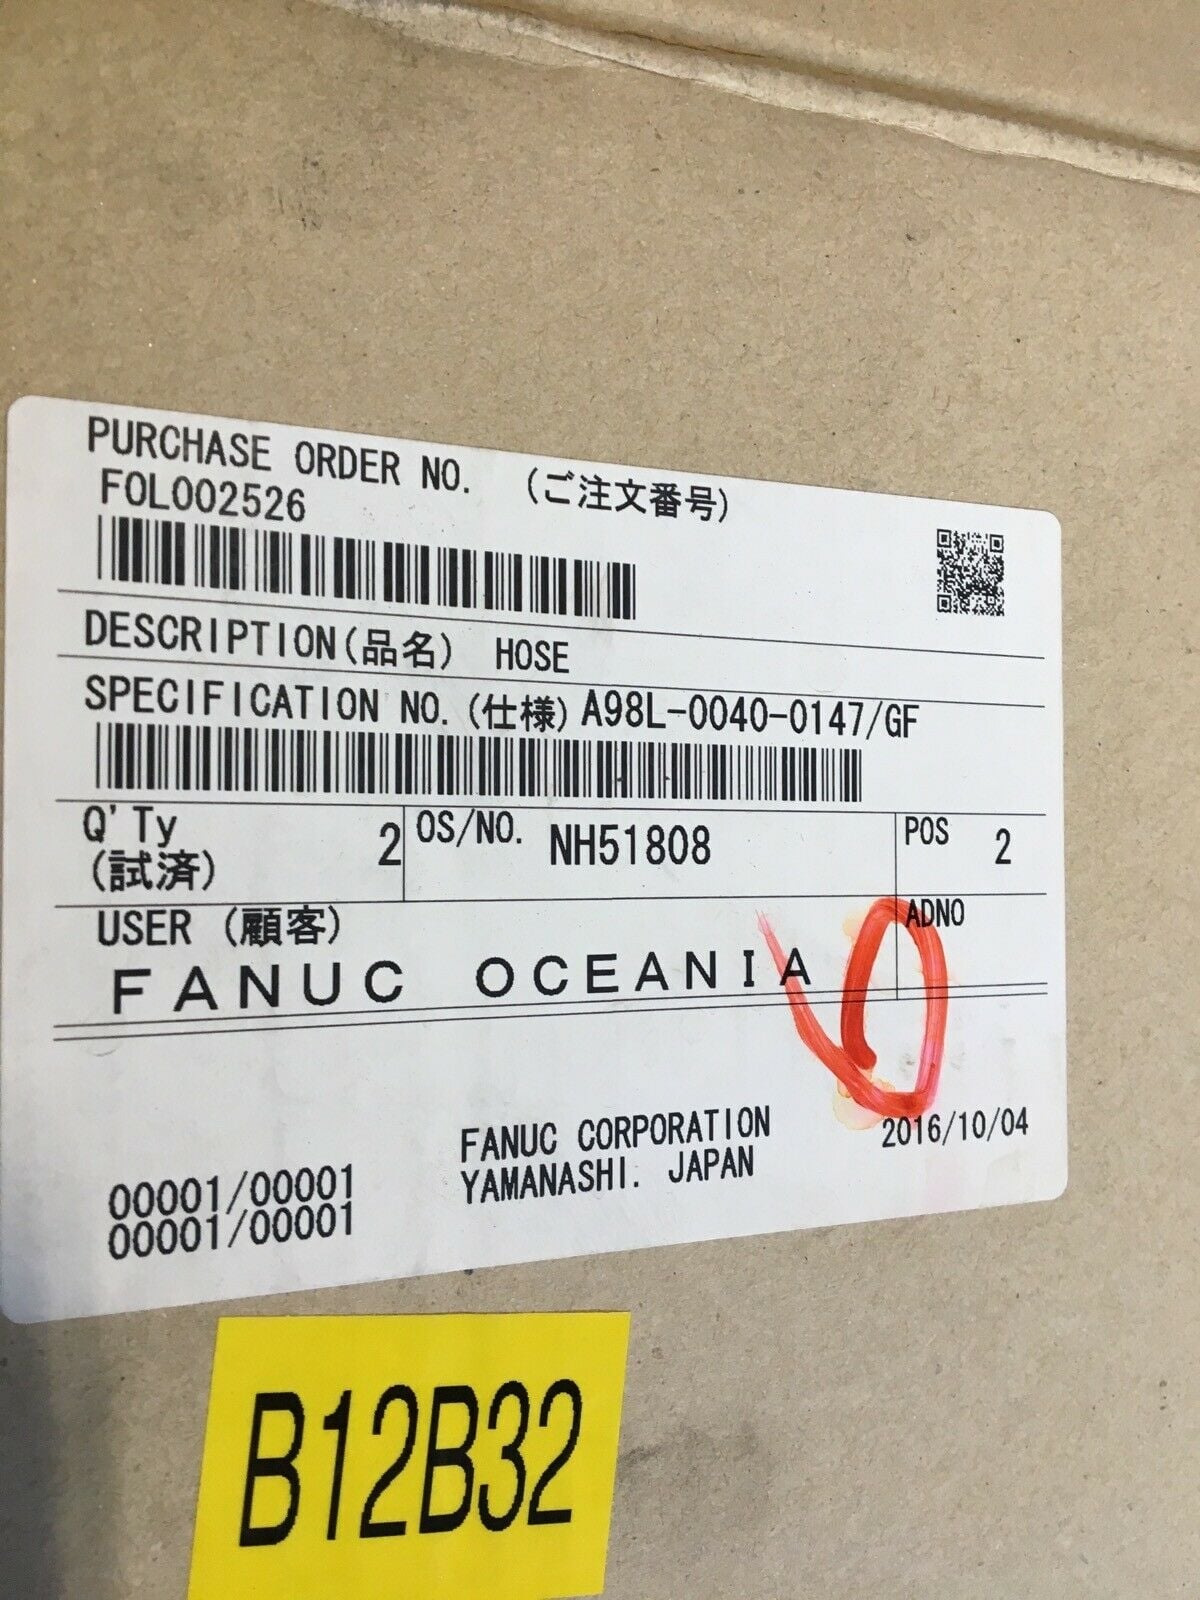 PURCHASE ORDER NO. (ご注文番号)
FOL002526
DESCRIPTION(品名) HOSE
SPECIFICATION NO.(仕様) A98L-0040-0147/GF
Q'Ty 2 OS/NO. NH51808 POS 2
(試済)
USER (顧客) ADNO
FANUC OCEANIA
FANUC CORPORATION 2016/10/04
YAMANASHI. JAPAN
00001/00001
00001/00001
B12B32